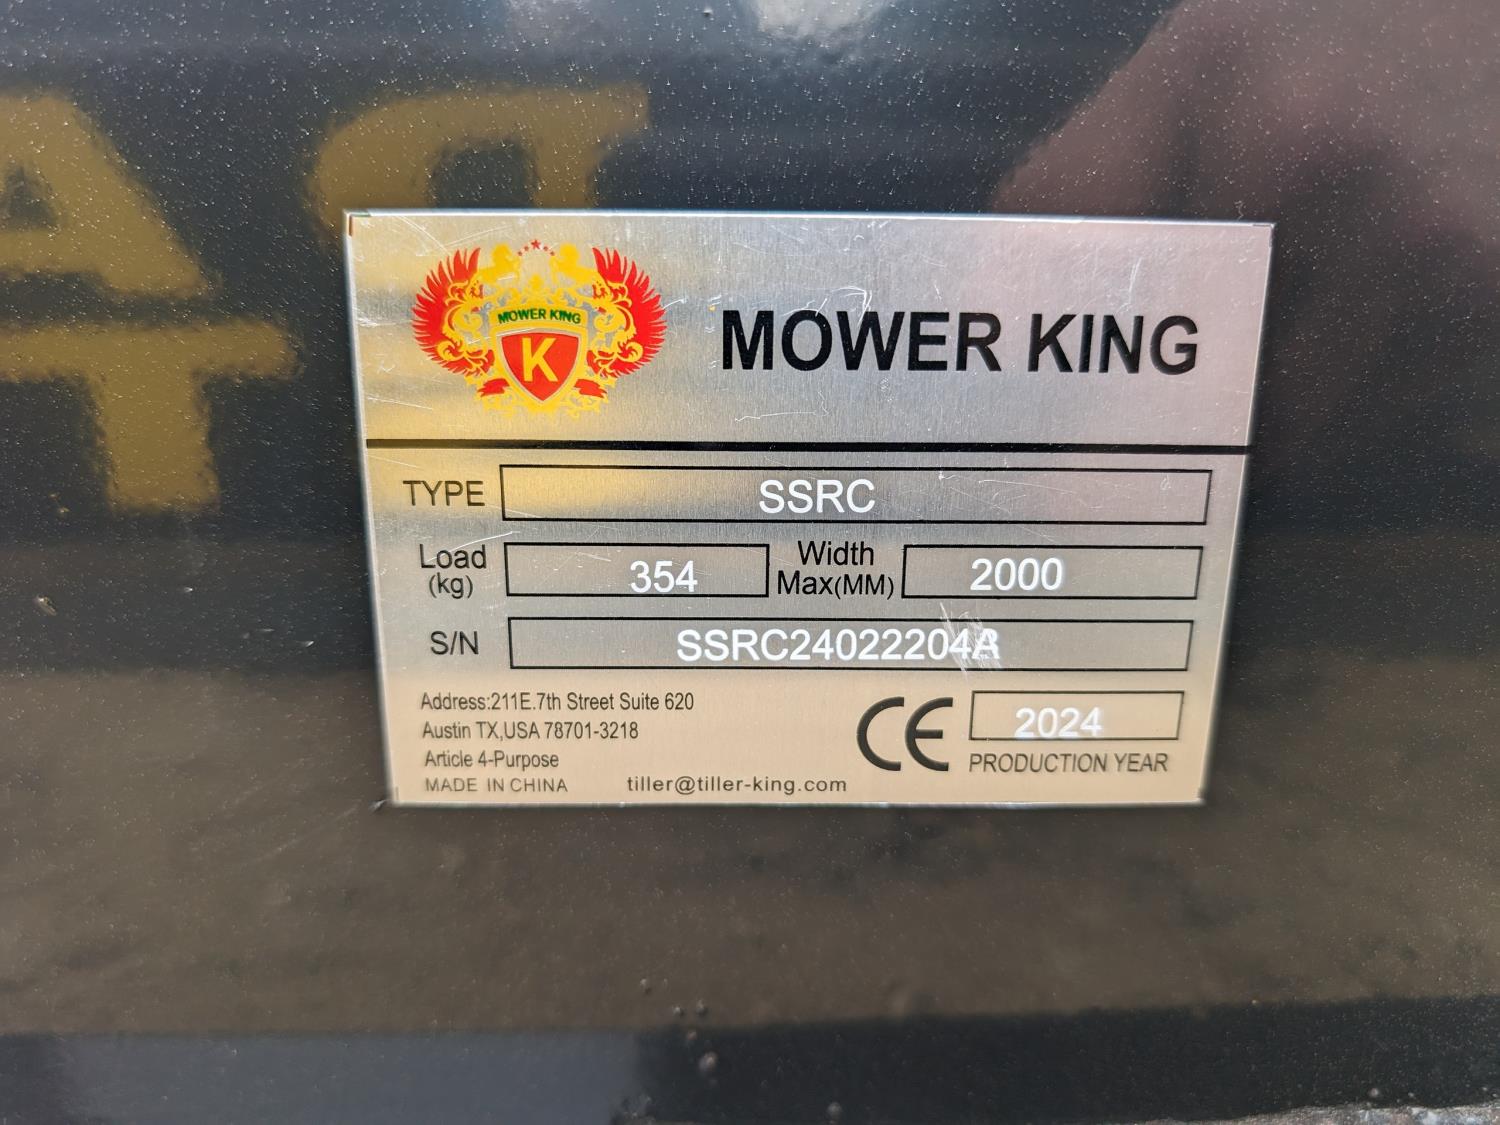 MOWER KING
K
MOWER KING
TYPE SSRC
Load (kg) 354 Width Max(MM) 2000
S/N
Address:211E.7th Street Suite 620
Austin TX,USA 78701-3218
Article 4-Purpose
MADE IN CHINA tiller@tiller-king.com
CE 2024
PRODUCTION YEAR